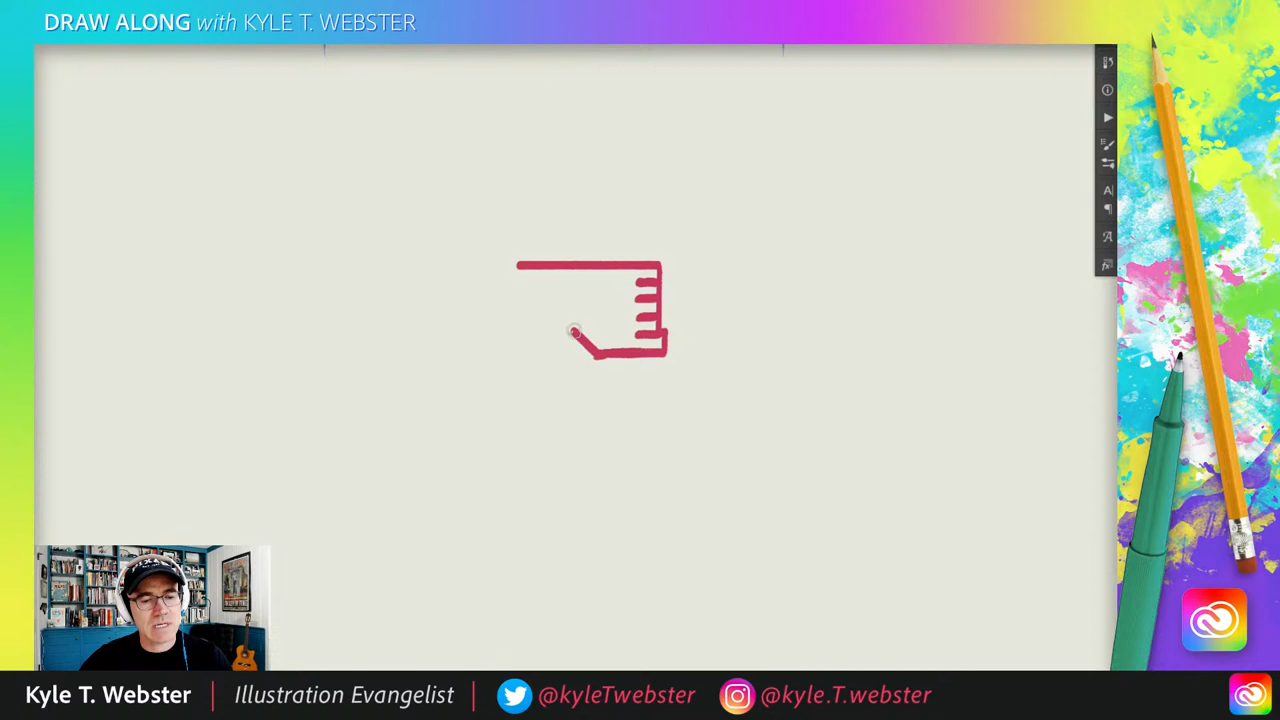 DRAW ALONG with KYLE T. WEBSTER
Kyle T. Webster | Illustration Evangelist | @kyleTwebster @kyle.T.webster